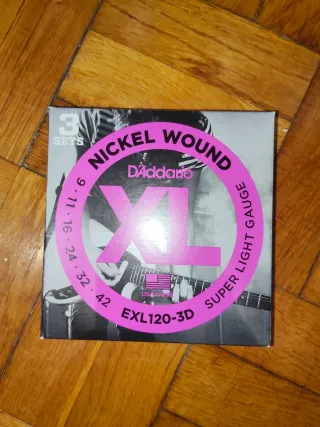 3
SETS
NICKEL WOUND
D'Addario
XL
9 · 11 · 16 · 24 · 32 · 42
EXL120-3D
SUPER LIGHT GAUGE